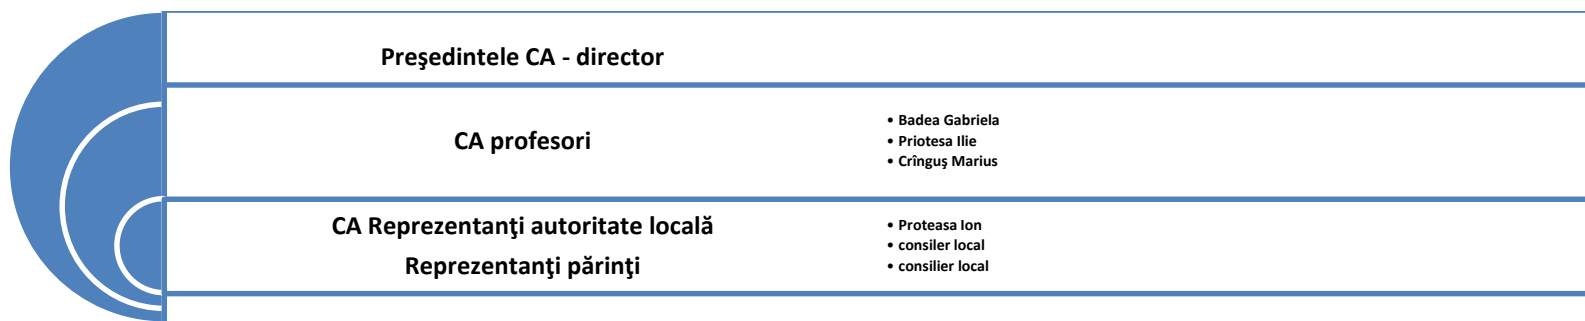 Preşedintele CA - director
CA profesori
• Badea Gabriela
• Priotesa Ilie
• Crînguş Marius
CA Reprezentanţi autoritate locală
Reprezentanţi părinţi
• Proteasa Ion
• consiler local
• consilier local